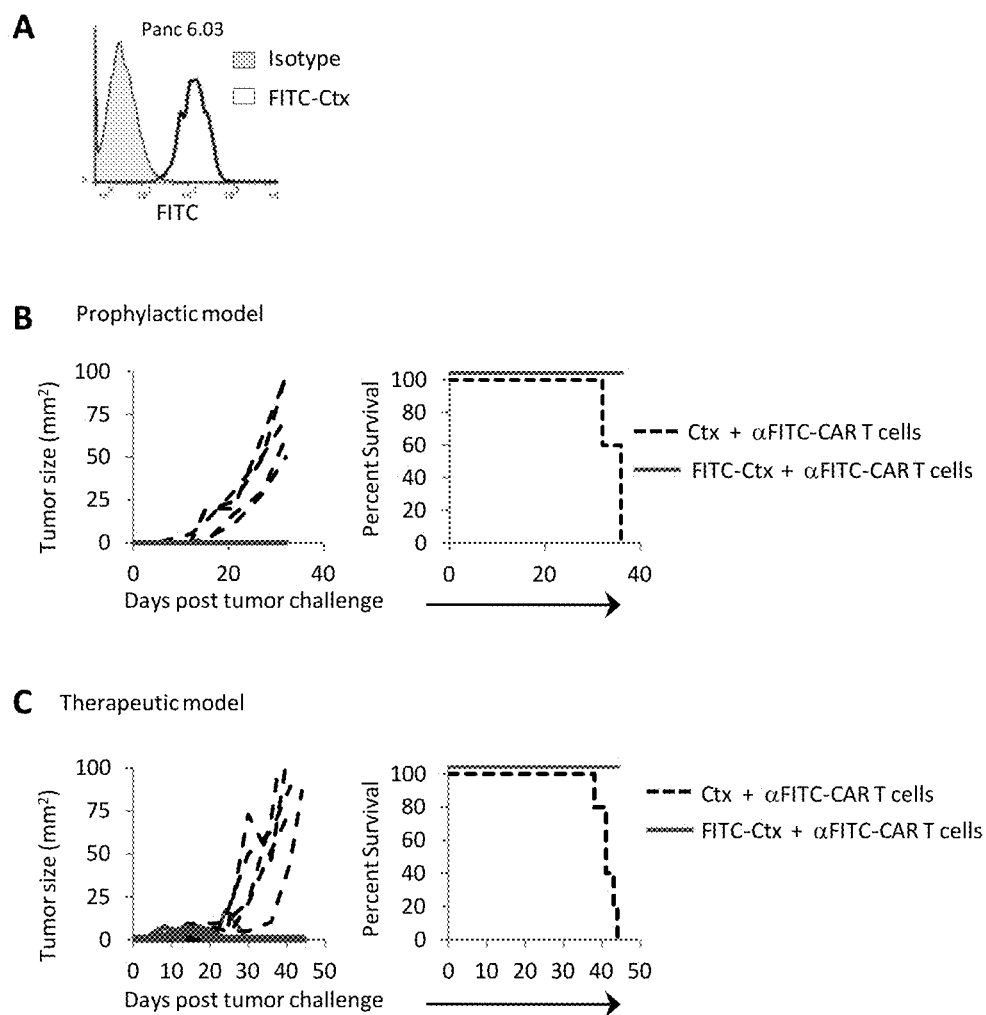 A
Panc 6.03
Isotype
FITC-Ctx
FITC
B Prophylactic model
Tumor size (mm²)
100
75
50
25
0
0 20 40
Days post tumor challenge
Percent Survival
100
80
60
40
20
0
0 20 40
Ctx + αFITC-CAR T cells
FITC-Ctx + αFITC-CAR T cells
C Therapeutic model
Tumor size (mm²)
100
75
50
25
0
0 10 20 30 40 50
Days post tumor challenge
Percent Survival
100
80
60
40
20
0
0 10 20 30 40 50
Ctx + αFITC-CAR T cells
FITC-Ctx + αFITC-CAR T cells